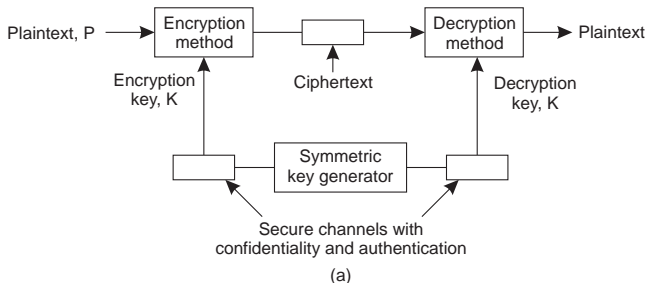 Plaintext, P
Encryption
method
Decryption
method
Plaintext
Encryption
key, K
Ciphertext
Decryption
key, K
Symmetric
key generator
Secure channels with
confidentiality and authentication
(a)